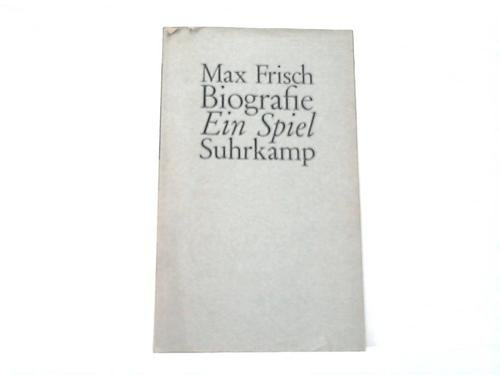 Max Frisch
Biografie
Ein Spiel
Suhrkamp